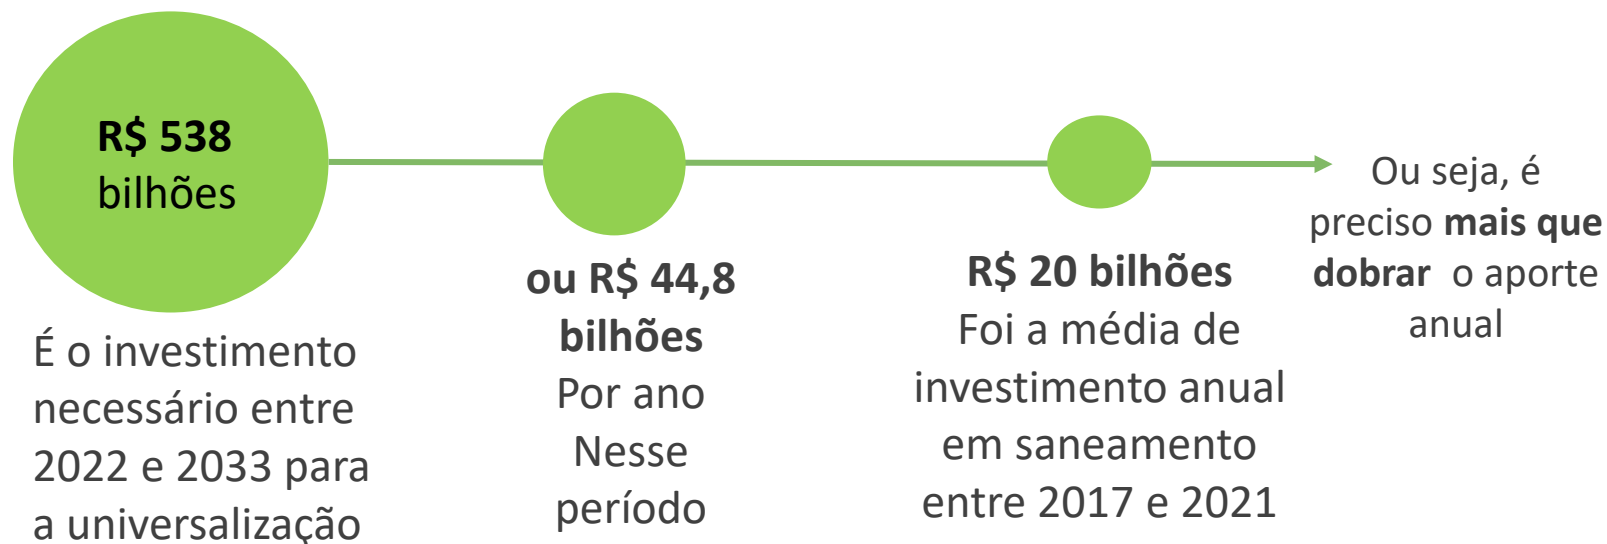 R$ 538
bilhões
É o investimento
necessário entre
2022 e 2033 para
a universalização
ou R$ 44,8
bilhões
Por ano
Nesse
período
R$ 20 bilhões
Foi a média de
investimento anual
em saneamento
entre 2017 e 2021
Ou seja, é
preciso mais que
dobrar o aporte
anual